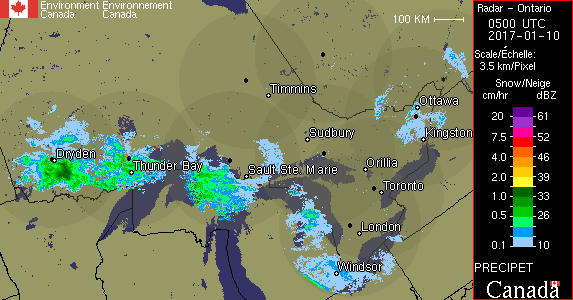 Environment Environnement
Canada Canada
100 KM
Timmins
Ottawa
Sudbury
Kingston
Dryden
Thunder Bay
Sault Ste. Marie
Orillia
Toronto
London
Windsor
Radar - Ontario
0500 UTC
2017-01-10
Scale/Échelle:
3.5 km/Pixel
Snow/Neige
cm/hr dBZ
20 61
7.5 52
4.0 46
2.0 39
1.0 33
0.5 26
0.1 10
PRECIPET
Canada